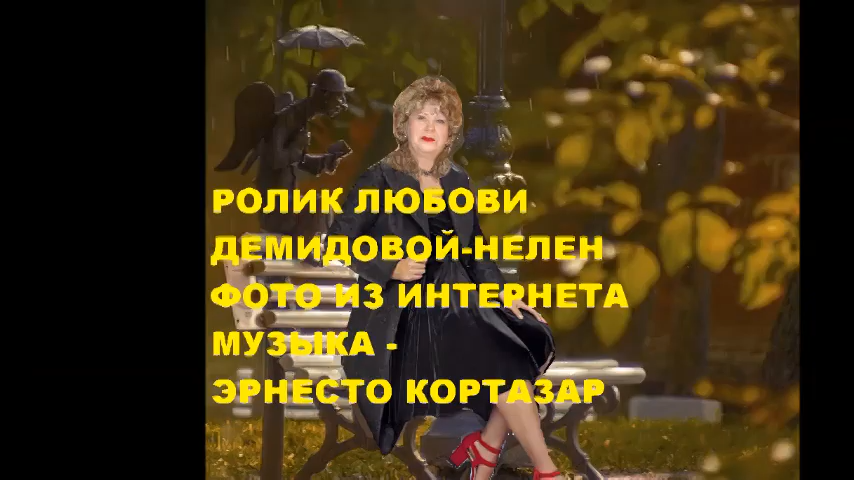 РОЛИК ЛЮБОВИ
ДЕМИДОВОЙ-НЕЛЕН
ФОТО ИЗ ИНТЕРНЕТА
МУЗЫКА -
ЭРНЕСТО КОРТАЗАР